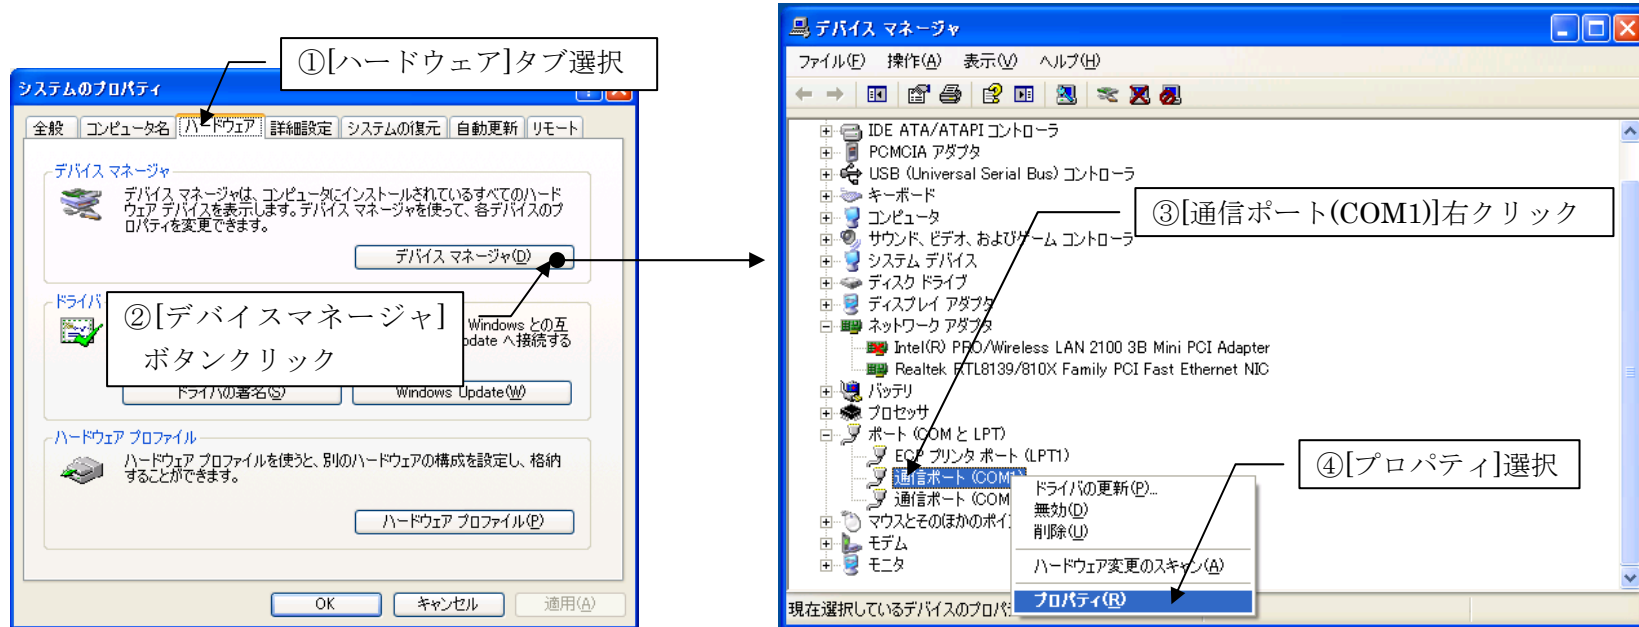 ①[ハードウェア]タブ選択
システムのプロパティ
全般 コンピュータ名 ハードウェア 詳細設定 システムの復元 自動更新 リモート
デバイス マネージャ
デバイス マネージャは、コンピュータにインストールされているすべてのハード
ウェア デバイスを表示します。デバイス マネージャを使って、各デバイスのプ
ロパティを変更できます。
デバイス マネージャ(D)
②[デバイスマネージャ]
ボタンクリック
ドライバ
Windows との互
pdate へ接続する
ドライバの署名(S)
Windows Update(W)
ハードウェア プロファイル
ハードウェア プロファイルを使うと、別のハードウェアの構成を設定し、格納
することができます。
ハードウェア プロファイル(P)
OK キャンセル 適用(A)
デバイス マネージャ
ファイル(F) 操作(A) 表示(V) ヘルプ(H)
IDE ATA/ATAPI コントローラ
PCMCIA アダプタ
USB (Universal Serial Bus) コントローラ
キーボード
コンピュータ
③[通信ポート(COM1)]右クリック
サウンド、ビデオ、およびゲーム コントローラ
システム デバイス
ディスク ドライブ
ディスプレイ アダプタ
ネットワーク アダプタ
Intel(R) PRO/Wireless LAN 2100 3B Mini PCI Adapter
Realtek RTL8139/810X Family PCI Fast Ethernet NIC
バッテリ
プロセッサ
ポート (COM と LPT)
ECP プリンタ ポート (LPT1)
通信ポート (COM1)
通信ポート (COM
マウスとそのほかのポイ
モデム
モニタ
④[プロパティ]選択
ドライバの更新(P)...
無効(D)
削除(U)
ハードウェア変更のスキャン(A)
プロパティ(R)
現在選択しているデバイスのプロパ